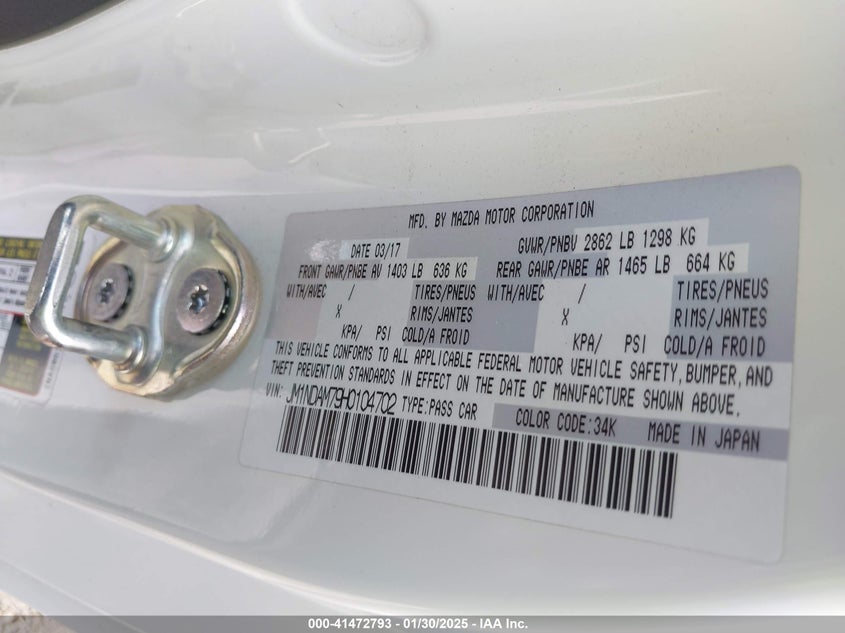 MFD. BY MAZDA MOTOR CORPORATION
DATE 03/17
GVWR/PNBV 2862 LB 1298 KG
FRONT GAWR/PNBE AV 1403 LB 636 KG
REAR GAWR/PNBE AR 1465 LB 664 KG
WITH/AVEC / TIRES/PNEUS
WITH/AVEC / TIRES/PNEUS
X RIMS/JANTES
X RIMS/JANTES
KPA/ PSI COLD/A FROID
KPA/ PSI COLD/A FROID
THIS VEHICLE CONFORMS TO ALL APPLICABLE FEDERAL MOTOR VEHICLE SAFETY, BUMPER, AND
THEFT PREVENTION STANDARDS IN EFFECT ON THE DATE OF MANUFACTURE SHOWN ABOVE.
VIN: JM1NDAM79H0104702 TYPE:PASS CAR
COLOR CODE:34K MADE IN JAPAN
000-41472793 - 01/30/2025 - IAA Inc.